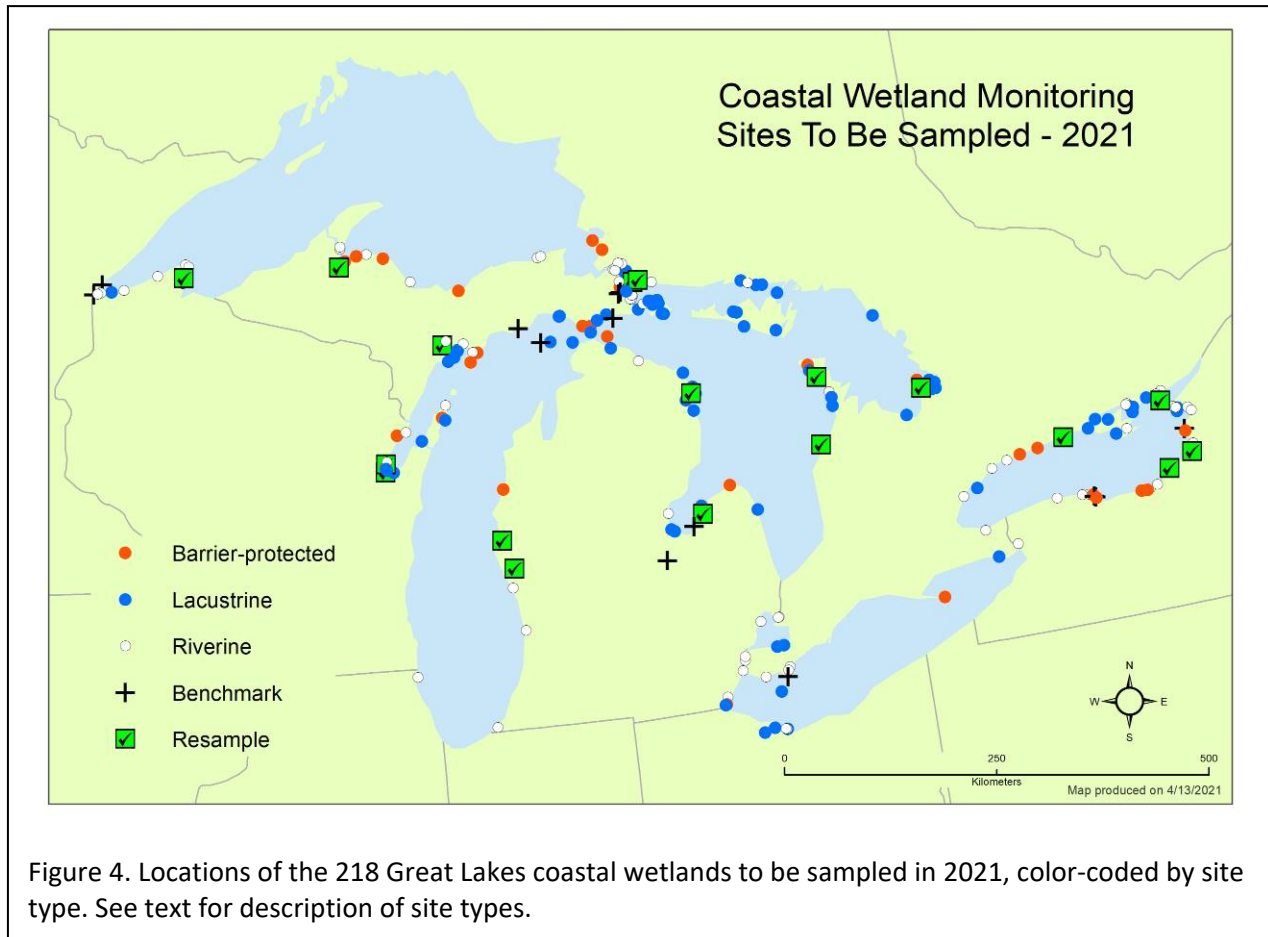 Coastal Wetland Monitoring
Sites To Be Sampled - 2021
Barrier-protected
Lacustrine
Riverine
Benchmark
Resample
N
W
E
S
0
250
500
Kilometers
Map produced on 4/13/2021
Figure 4. Locations of the 218 Great Lakes coastal wetlands to be sampled in 2021, color-coded by site
type. See text for description of site types.